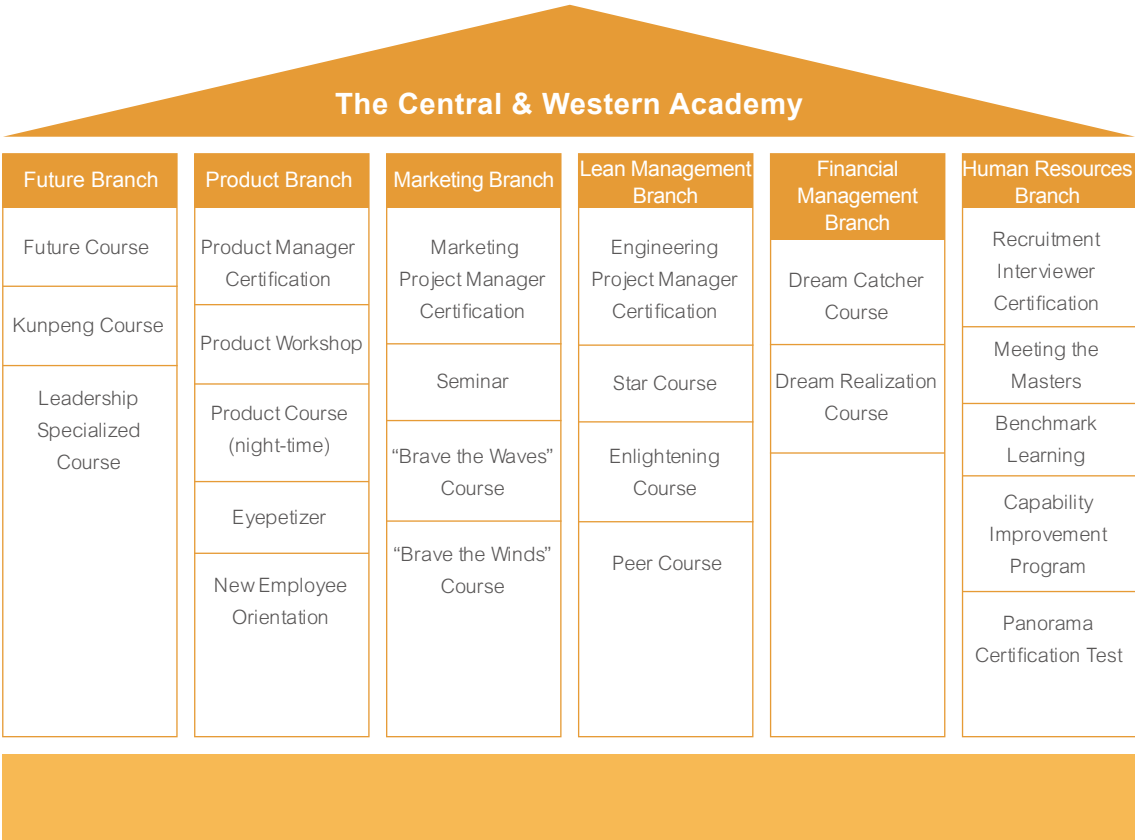 The Central & Western Academy
Future Branch
Future Course
Kunpeng Course
Leadership
Specialized
Course
Product Branch
Product Manager
Certification
Product Workshop
Product Course
(night-time)
Eyepetizer
New Employee
Orientation
Marketing Branch
Marketing
Project Manager
Certification
Seminar
“Brave the Waves”
Course
“Brave the Winds”
Course
Lean Management
Branch
Engineering
Project Manager
Certification
Star Course
Enlightening
Course
Peer Course
Financial
Management
Branch
Dream Catcher
Course
Dream Realization
Course
Human Resources
Branch
Recruitment
Interviewer
Certification
Meeting the
Masters
Benchmark
Learning
Capability
Improvement
Program
Panorama
Certification Test